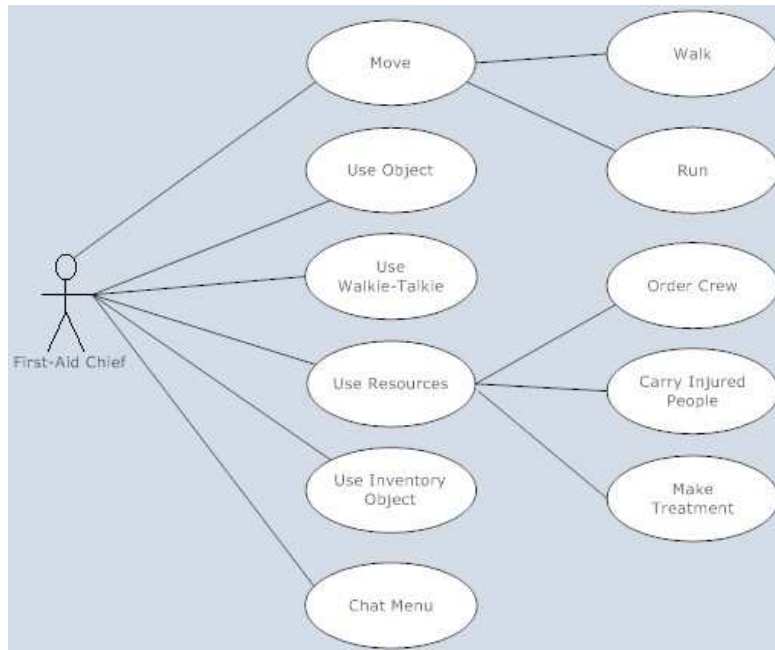 Move
Walk
Use Object
Run
Use
Walkie-Talkie
Order Crew
First-Aid Chief
Use Resources
Carry Injured
People
Use Inventory
Object
Make
Treatment
Chat Menu